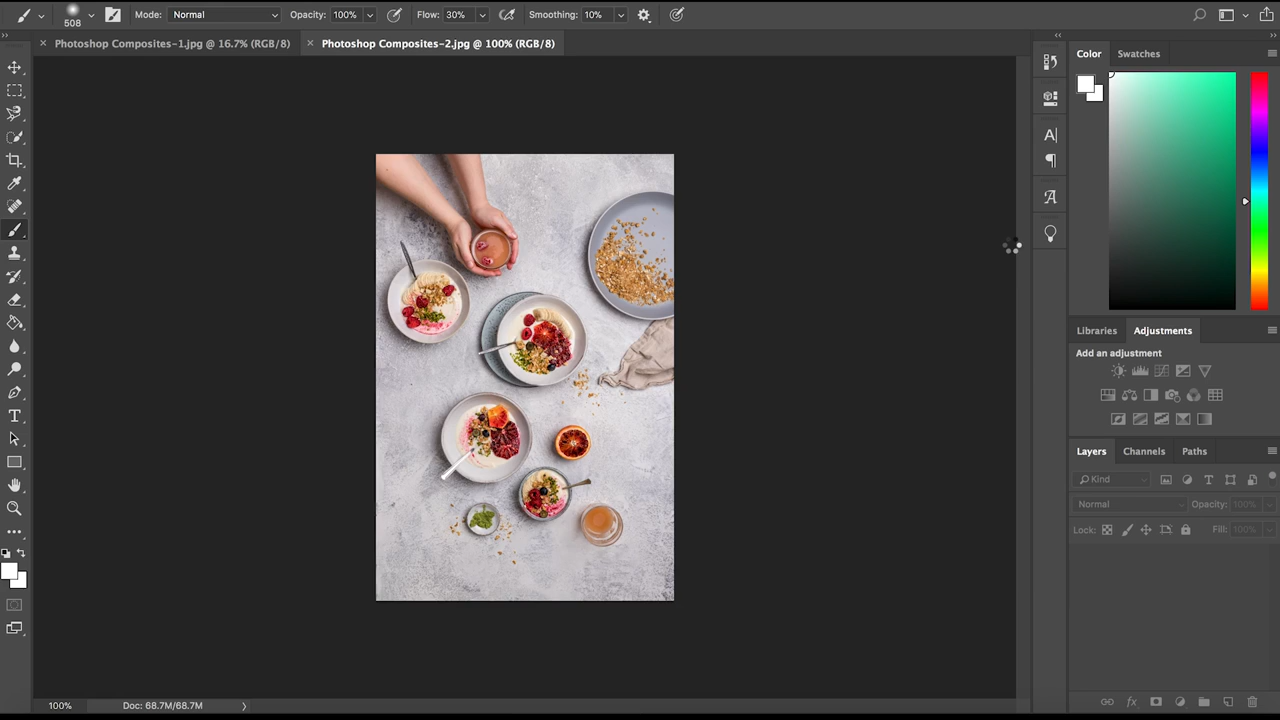 508 Mode: Normal Opacity: 100% Flow: 30% Smoothing: 10%
Photoshop Composites-1.jpg @ 16.7% (RGB/8) Photoshop Composites-2.jpg @ 100% (RGB/8)
Color Swatches
Libraries Adjustments
Add an adjustment
Layers Channels Paths
Kind
Normal Opacity: 100%
Lock: Fill: 100%
100% Doc: 68.7M/68.7M